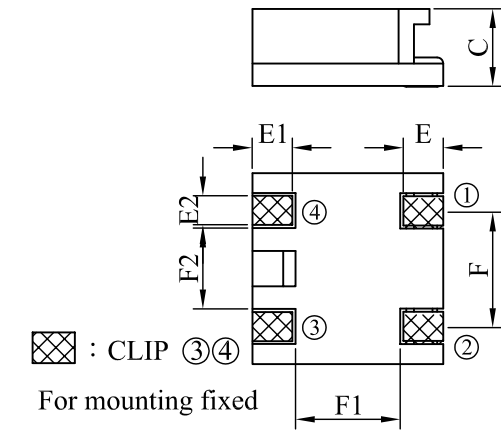 C
E1
E
①
E2
④
F2
F
③
②
: CLIP ③④
For mounting fixed
F1